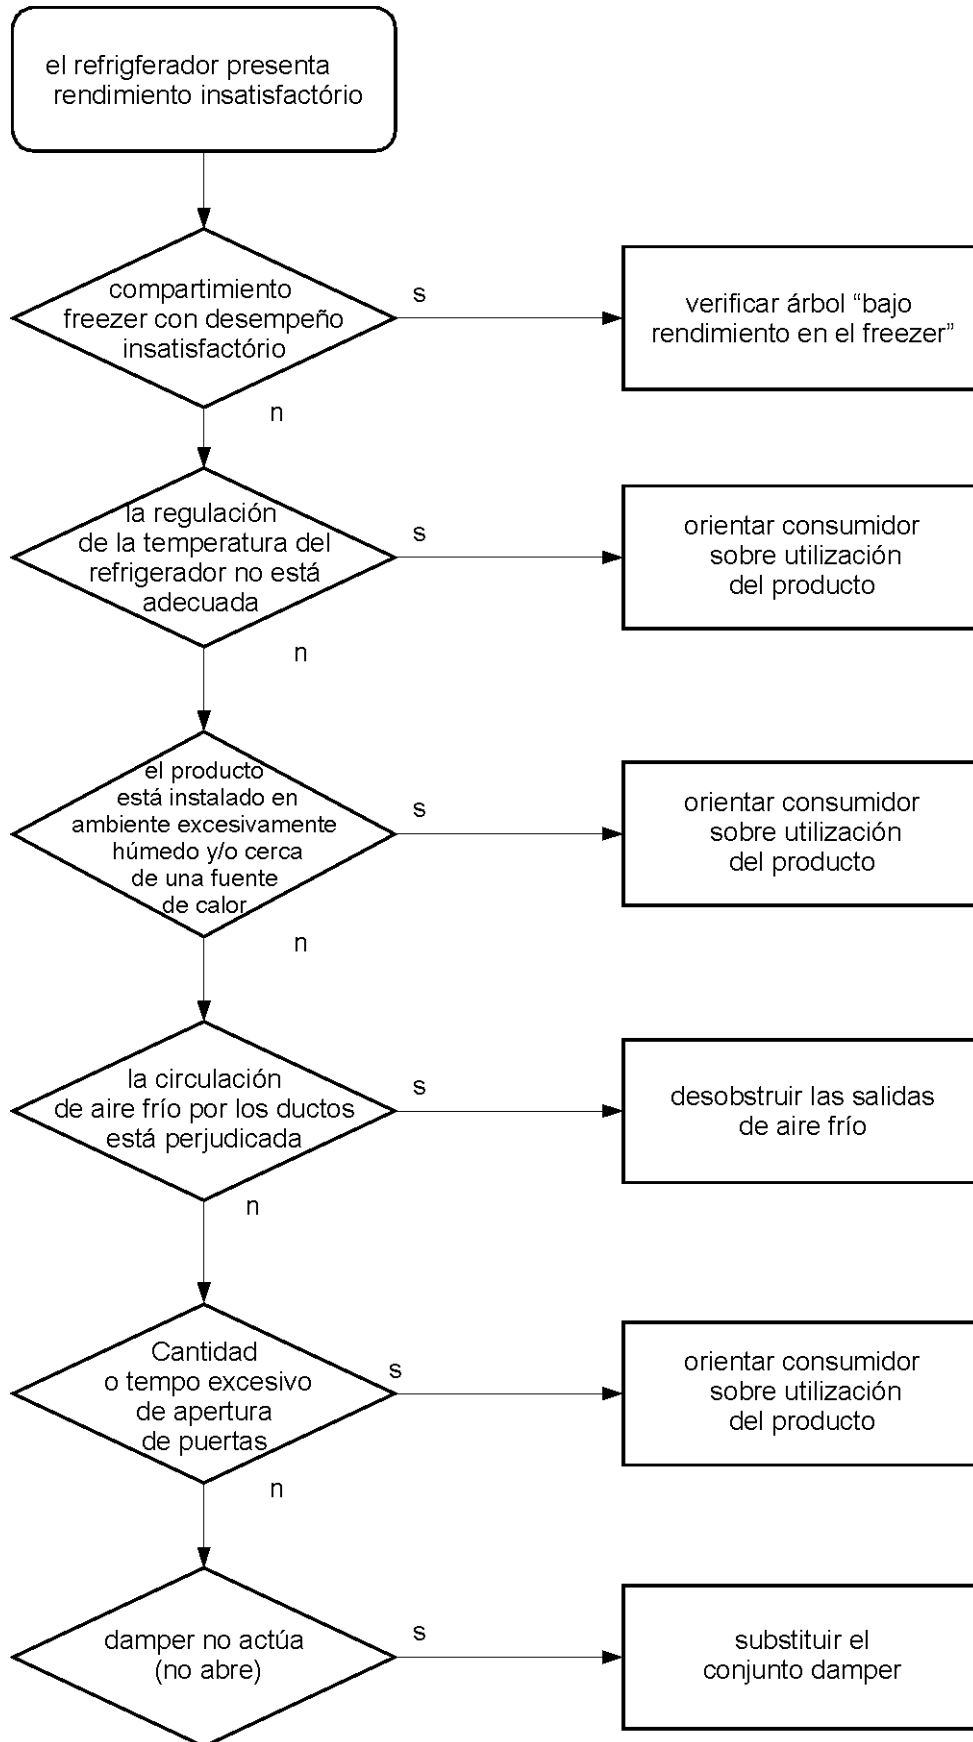 el refrigferador presenta
rendimiento insatisfactório
compartimiento
freezer con desempeño
insatisfactório
s
verificar árbol “bajo
rendimiento en el freezer”
n
la regulación
de la temperatura del
refrigerador no está
adecuada
s
orientar consumidor
sobre utilización
del producto
n
el producto
está instalado en
ambiente excesivamente
húmedo y/o cerca
de una fuente
de calor
s
orientar consumidor
sobre utilización
del producto
n
la circulación
de aire frío por los ductos
está perjudicada
s
desobstruir las salidas
de aire frío
n
Cantidad
o tempo excesivo
de apertura
de puertas
s
orientar consumidor
sobre utilización
del producto
n
damper no actúa
(no abre)
s
substituir el
conjunto damper